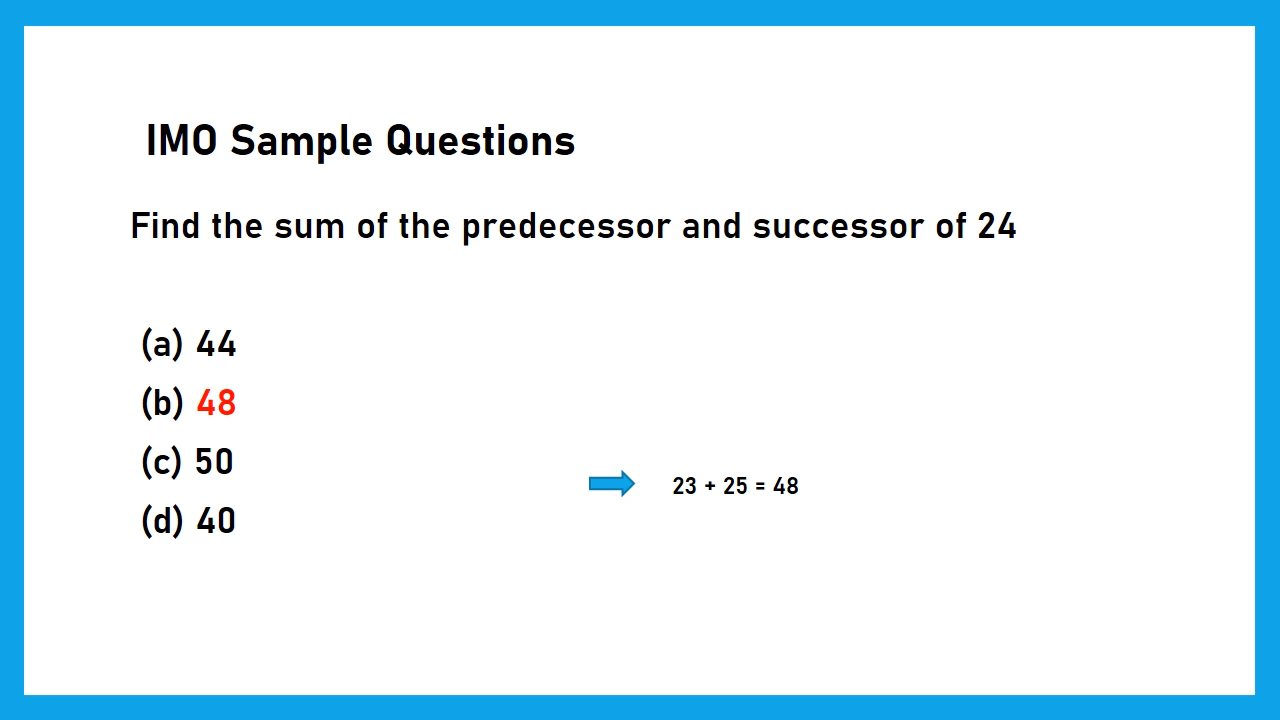 IMO Sample Questions
Find the sum of the predecessor and successor of 24
(a) 44
(b) 48
(c) 50
(d) 40
23 + 25 = 48